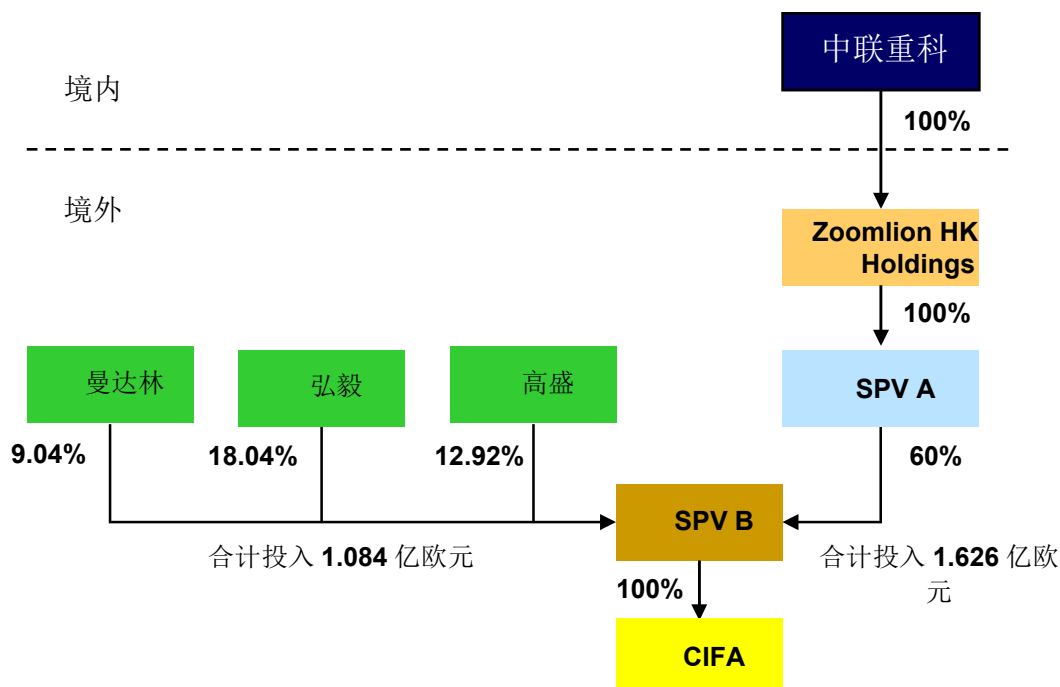 中联重科
境内
100%
境外
Zoomlion HK
Holdings
100%
曼达林
弘毅
高盛
SPV A
9.04%
18.04%
12.92%
60%
SPV B
合计投入 1.084 亿欧元
合计投入 1.626 亿欧
元
100%
CIFA